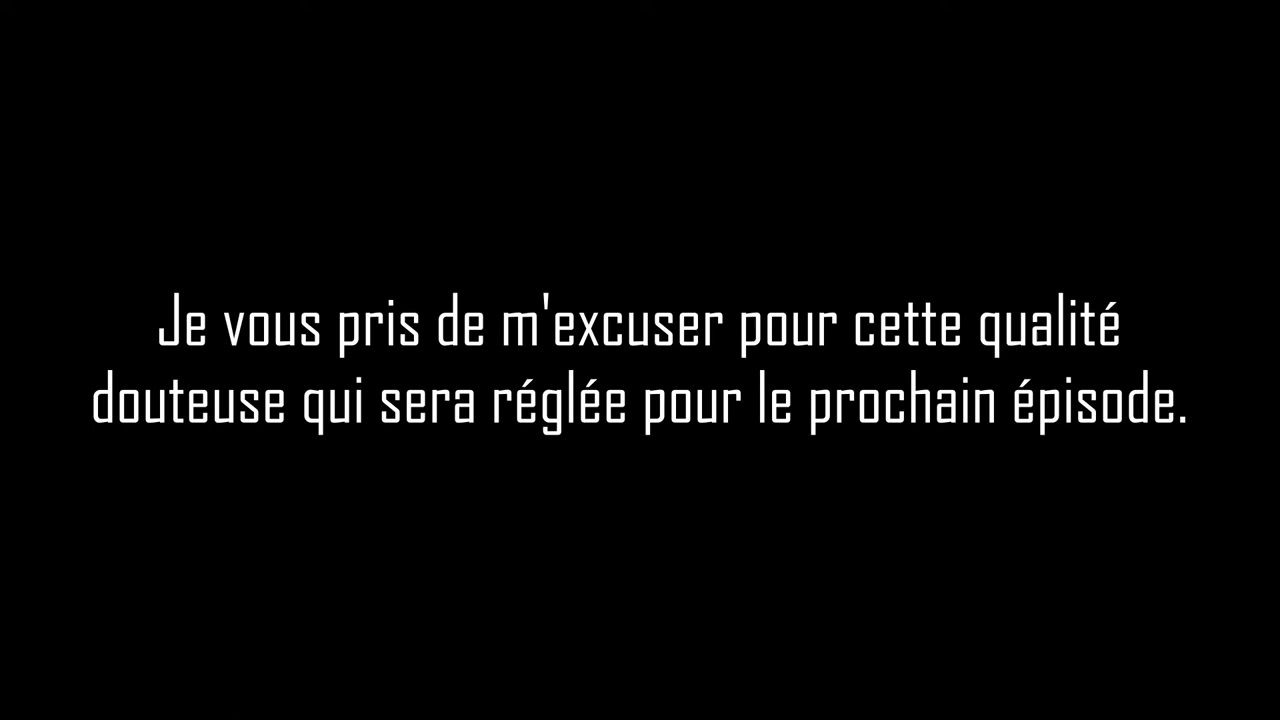 Je vous pris de m'excuser pour cette qualité
douteuse qui sera réglée pour le prochain épisode.